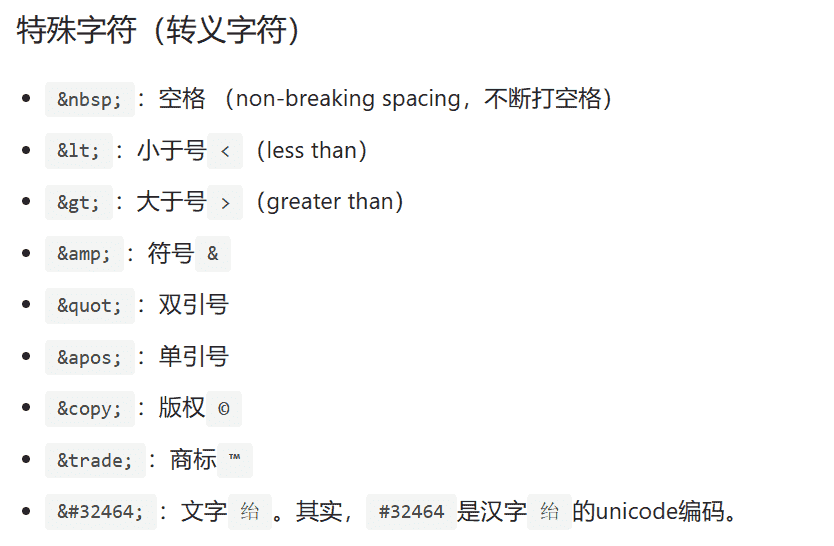 特殊字符（转义字符）
&nbsp; ：空格 （non-breaking spacing，不断打空格）
&lt; ：小于号 < （less than）
&gt; ：大于号 > （greater than）
&amp; ：符号 &
&quot; ：双引号
&apos; ：单引号
&copy; ：版权 ©
&trade; ：商标 ™
&#32464; ：文字 绐 。其实， #32464 是汉字 绐 的unicode编码。